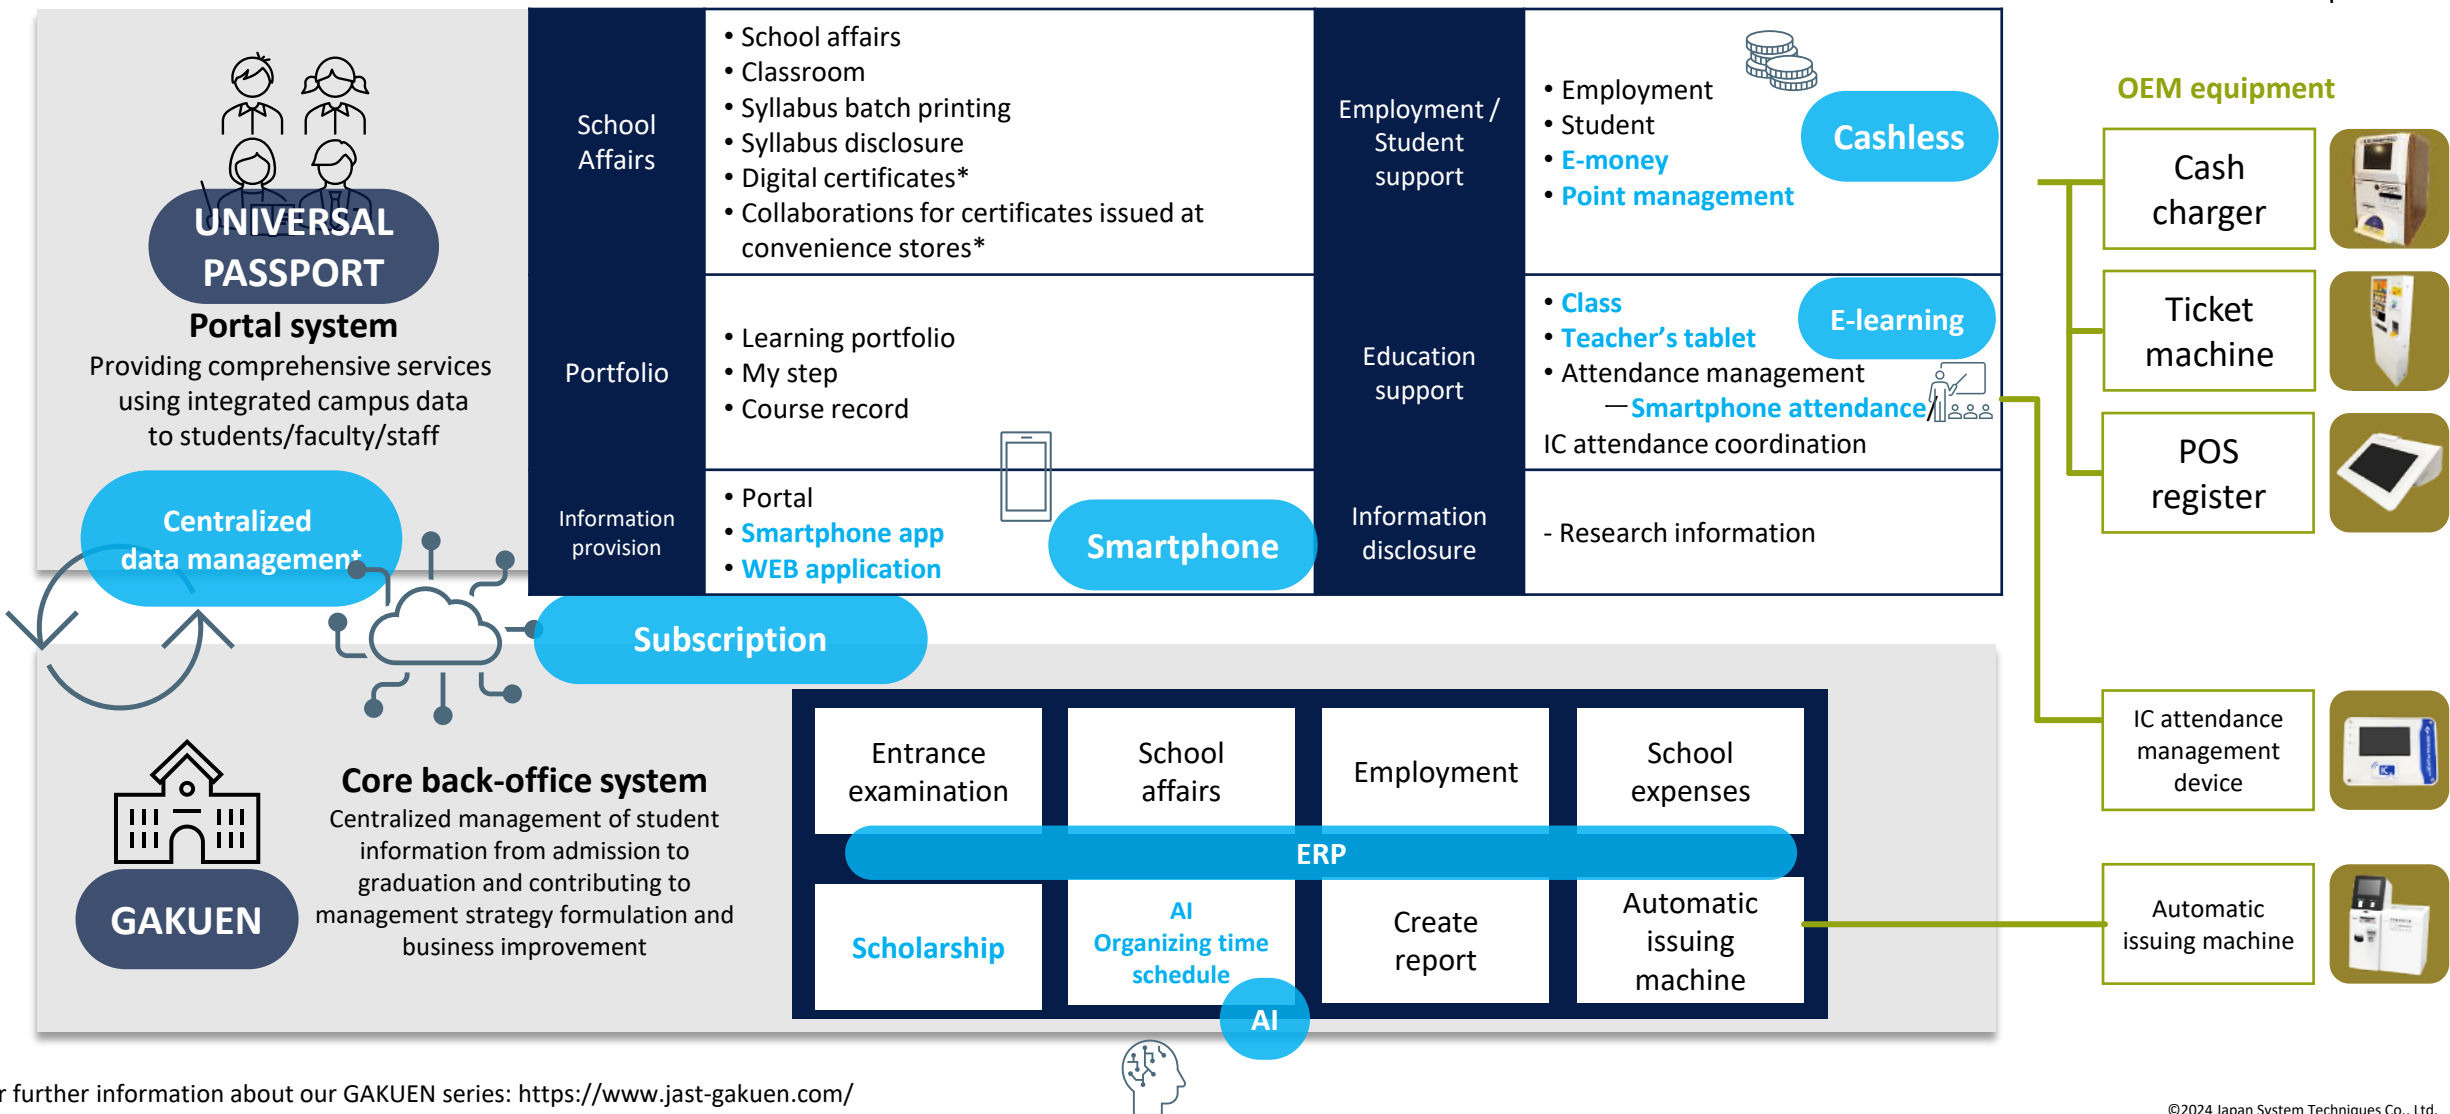 UNIVERSAL
PASSPORT
Portal system
Providing comprehensive services
using integrated campus data
to students/faculty/staff
Centralized
data management
School
Affairs
• School affairs
• Classroom
• Syllabus batch printing
• Syllabus disclosure
• Digital certificates*
• Collaborations for certificates issued at
convenience stores*
Employment /
Student
support
• Employment
• Student
• E-money
• Point management
Cashless
Portfolio
• Learning portfolio
• My step
• Course record
Education
support
• Class
• Teacher's tablet
• Attendance management
—Smartphone attendance/
IC attendance coordination
E-learning
Information
provision
• Portal
• Smartphone app
• WEB application
Smartphone
Information
disclosure
- Research information
Subscription
OEM equipment
Cash
charger
Ticket
machine
POS
register
IC attendance
management
device
Automatic
issuing machine
GAKUEN
Core back-office system
Centralized management of student
information from admission to
graduation and contributing to
management strategy formulation and
business improvement
Entrance
examination
School
affairs
Employment
School
expenses
ERP
Scholarship
AI
Organizing time
schedule
Create
report
Automatic
issuing
machine
AI
r further information about our GAKUEN series: https://www.jast-gakuen.com/
©2024 Japan System Techniques Co., Ltd.